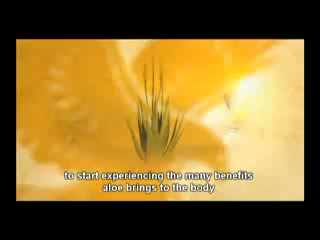 to start experiencing the many benefits
aloe brings to the body